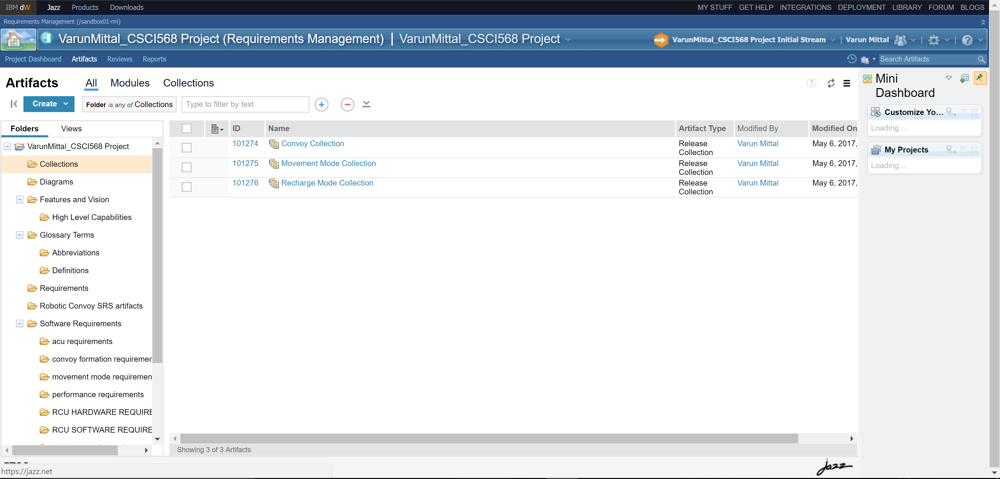 IBM dW Jazz Products Downloads MY STUFF GET HELP INTEGRATIONS DEPLOYMENT LIBRARY FORUM BLOGS
Requirements Management (/sandbox01-rm)
VarunMittal_CSCI568 Project (Requirements Management) | VarunMittal_CSCI568 Project VarunMittal_CSCI568 Project Initial Stream | Varun Mittal
Project Dashboard Artifacts Reviews Reports Search Artifacts
Artifacts All Modules Collections
Create Folder is any of Collections Type to filter by text
Folders Views
VarunMittal_CSCI568 Project
Collections
Diagrams
Features and Vision
High Level Capabilities
Glossary Terms
Abbreviations
Definitions
Requirements
Robotic Convoy SRS artifacts
Software Requirements
acu requirements
convoy formation requiremen
movement mode requiremen
performance requirements
RCU HARDWARE REQUIRE
RCU SOFTWARE REQUIRE
ID Name Artifact Type Modified By Modified On
101274 Convoy Collection Release Collection Varun Mittal May 6, 2017,
101275 Movement Mode Collection Release Collection Varun Mittal May 6, 2017,
101276 Recharge Mode Collection Release Collection Varun Mittal May 6, 2017,
Showing 3 of 3 Artifacts
Mini
Dashboard
Customize Yo...
Loading...
My Projects
Loading...
https://jazz.net
jazz